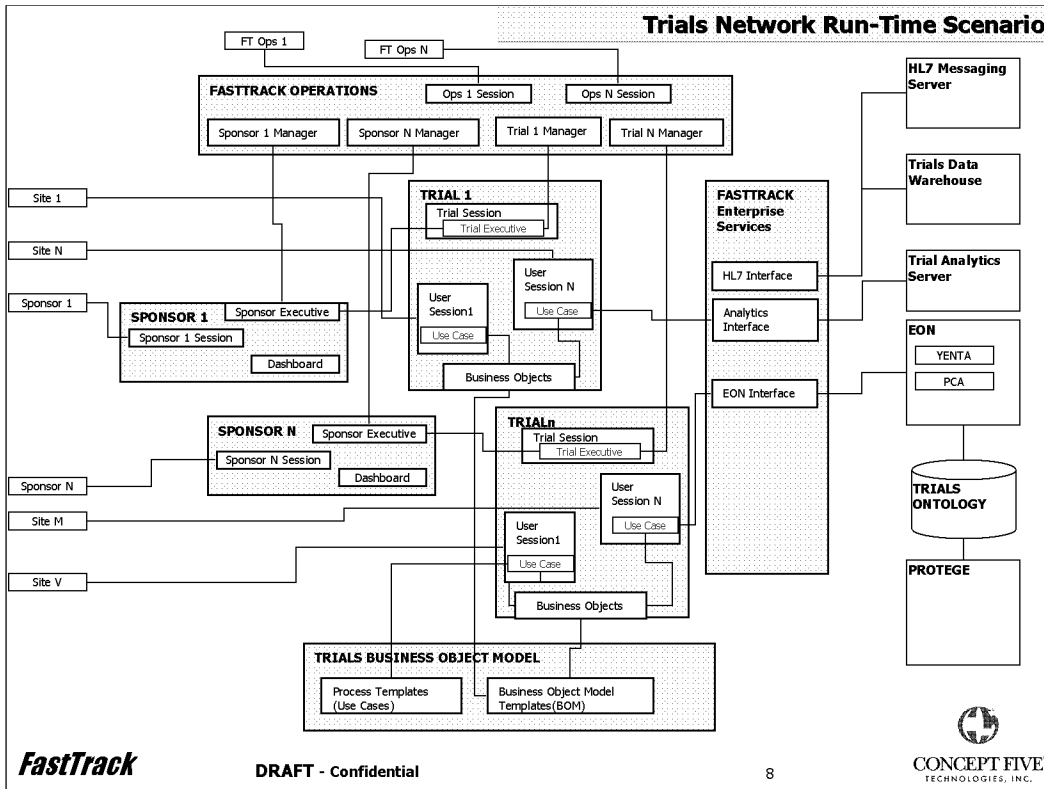 Trials Network Run-Time Scenario
FT Ops 1
FT Ops N
FASTTRACK OPERATIONS
Ops 1 Session
Ops N Session
Sponsor 1 Manager
Sponsor N Manager
Trial 1 Manager
Trial N Manager
HL7 Messaging
Server
Trials Data
Warehouse
Trial Analytics
Server
EON
YENTA
PCA
TRIALS
ONTOLOGY
PROTEGE
Site 1
Site N
Sponsor 1
Sponsor N
Site M
Site V
TRIAL 1
Trial Session
Trial Executive
User
Session N
Use Case
User
Session1
Use Case
Business Objects
FASTTRACK
Enterprise
Services
HL7 Interface
Analytics
Interface
EON Interface
SPONSOR 1
Sponsor Executive
Sponsor 1 Session
Dashboard
SPONSOR N
Sponsor Executive
Sponsor N Session
Dashboard
TRIALn
Trial Session
Trial Executive
User
Session N
Use Case
User
Session1
Use Case
Business Objects
TRIALS BUSINESS OBJECT MODEL
Process Templates
(Use Cases)
Business Object Model
Templates(BOM)
FastTrack
DRAFT - Confidential
8
CONCEPT FIVE
TECHNOLOGIES, INC.